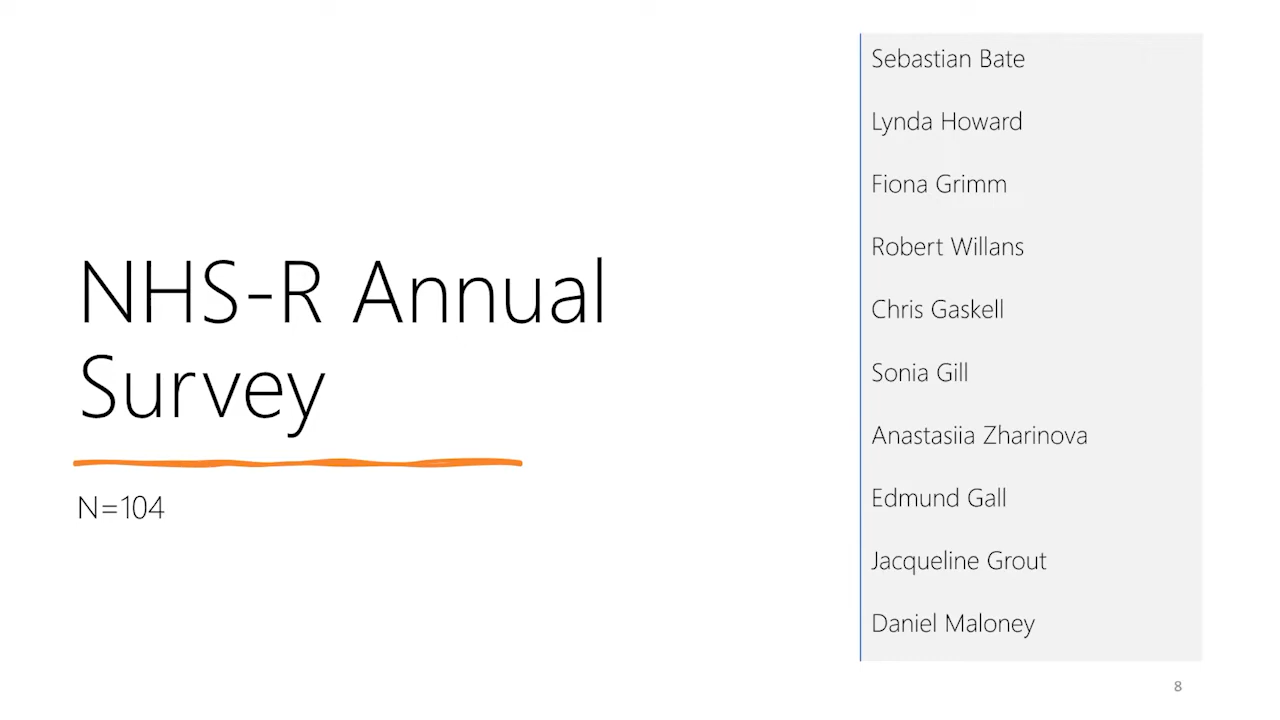 NHS-R Annual
Survey
N=104
Sebastian Bate
Lynda Howard
Fiona Grimm
Robert Willans
Chris Gaskell
Sonia Gill
Anastasiia Zharinova
Edmund Gall
Jacqueline Grout
Daniel Maloney
8